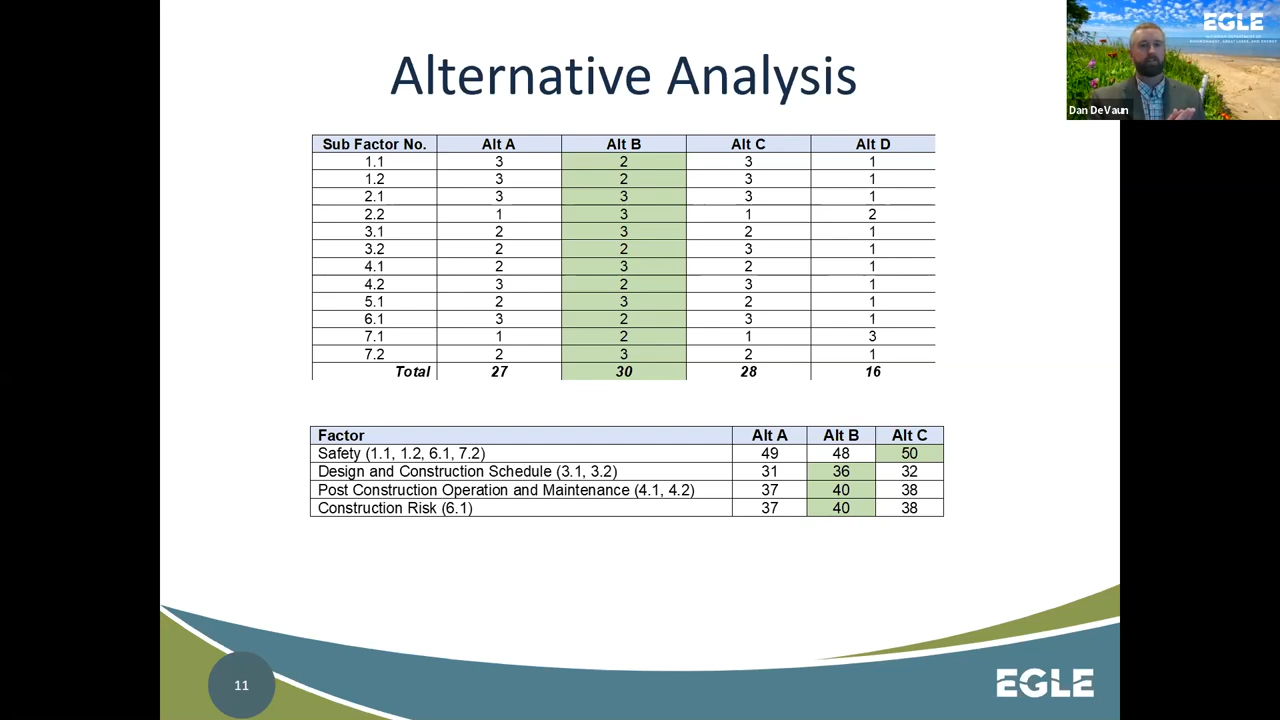 EGLE
Dan DeVaun
Alternative Analysis
Sub Factor No. Alt A Alt B Alt C Alt D
1.1 3 2 3 1
1.2 3 2 3 1
2.1 3 3 3 1
2.2 1 3 1 2
3.1 2 3 2 1
3.2 2 2 3 1
4.1 2 3 2 1
4.2 3 2 3 1
5.1 2 3 2 1
6.1 3 2 3 1
7.1 1 2 1 3
7.2 2 3 2 1
Total 27 30 28 16
Factor Alt A Alt B Alt C
Safety (1.1, 1.2, 6.1, 7.2) 49 48 50
Design and Construction Schedule (3.1, 3.2) 31 36 32
Post Construction Operation and Maintenance (4.1, 4.2) 37 40 38
Construction Risk (6.1) 37 40 38
11
EGLE